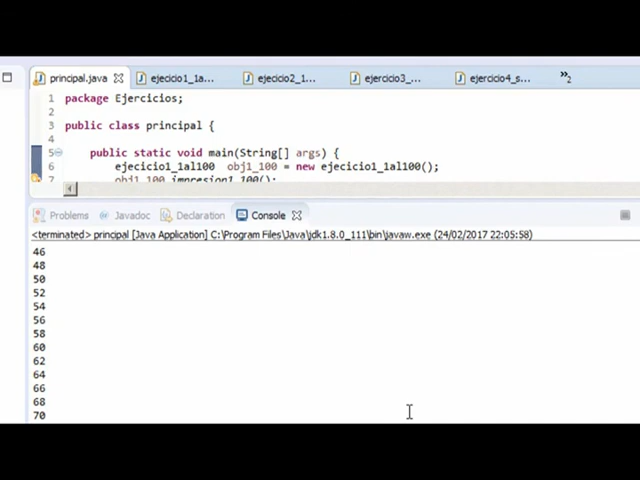 principal.java
ejecicio1_1a...
ejecicio2_1...
ejercicio3_...
ejercicio4_s...
»2
1 package Ejercicios;
2
3 public class principal {
4
5 public static void main(String[] args) {
6 ejecicio1_1al100 obj1_100 = new ejecicio1_1al100();
7 obj1_100.impresion1_100();
Problems
Javadoc
Declaration
Console
<terminated> principal [Java Application] C:\Program Files\Java\jdk1.8.0_111\bin\javaw.exe (24/02/2017 22:05:58)
46
48
50
52
54
56
58
60
62
64
66
68
70